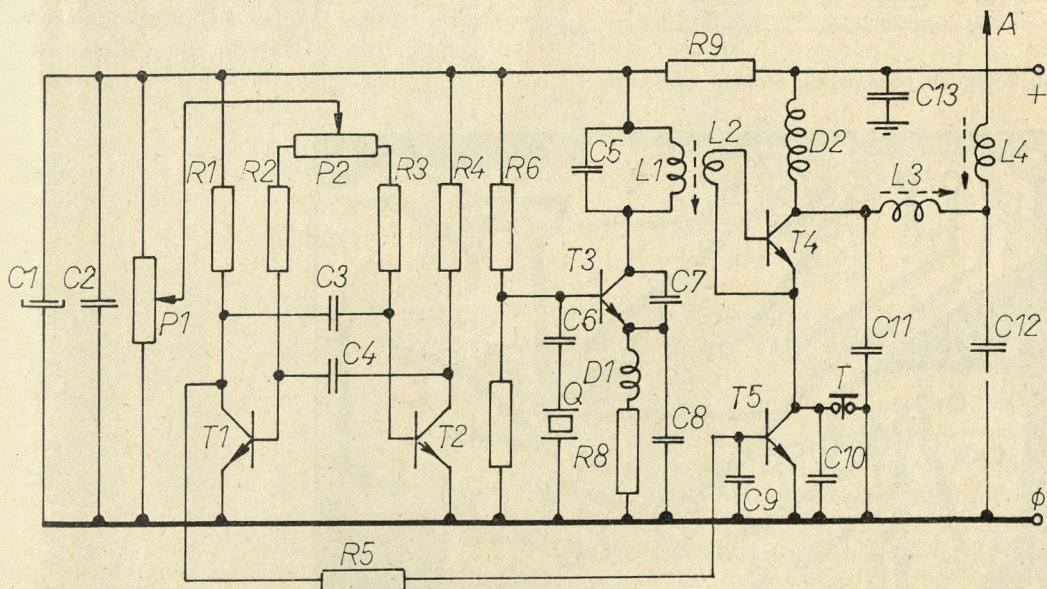 A
R9
+
C13
L2
D2
L4
C5
L1
L3
R1
R2
P2
R3
R4
R6
T4
T3
C7
C1
C2
C3
P1
C6
C11
C12
C4
D1
T
Q
T5
T1
T2
R8
C8
C10
C9
ϕ
R5